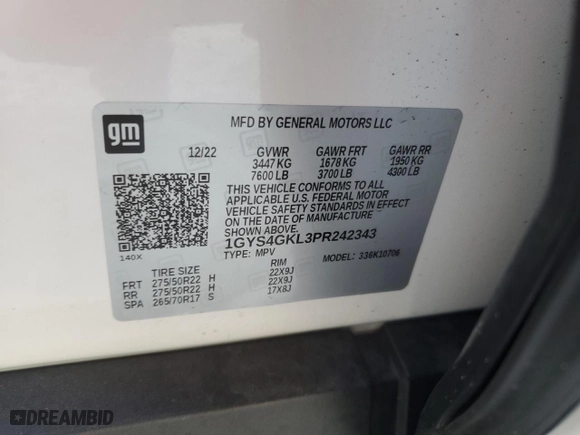 gm
MFD BY GENERAL MOTORS LLC
12/22 GVWR GAWR FRT GAWR RR
3447 KG 1678 KG 1950 KG
7600 LB 3700 LB 4300 LB
THIS VEHICLE CONFORMS TO ALL
APPLICABLE U.S. FEDERAL MOTOR
VEHICLE SAFETY STANDARDS IN EFFECT
ON THE DATE OF MANUFACTURE
SHOWN ABOVE.
1GYS4GKL3PR242343
140X
TYPE: MPV MODEL: 336K10706
TIRE SIZE RIM
FRT 275/50R22 H 22X9J
RR 275/50R22 H 22X9J
SPA 265/70R17 S 17X8J
DREAMBID